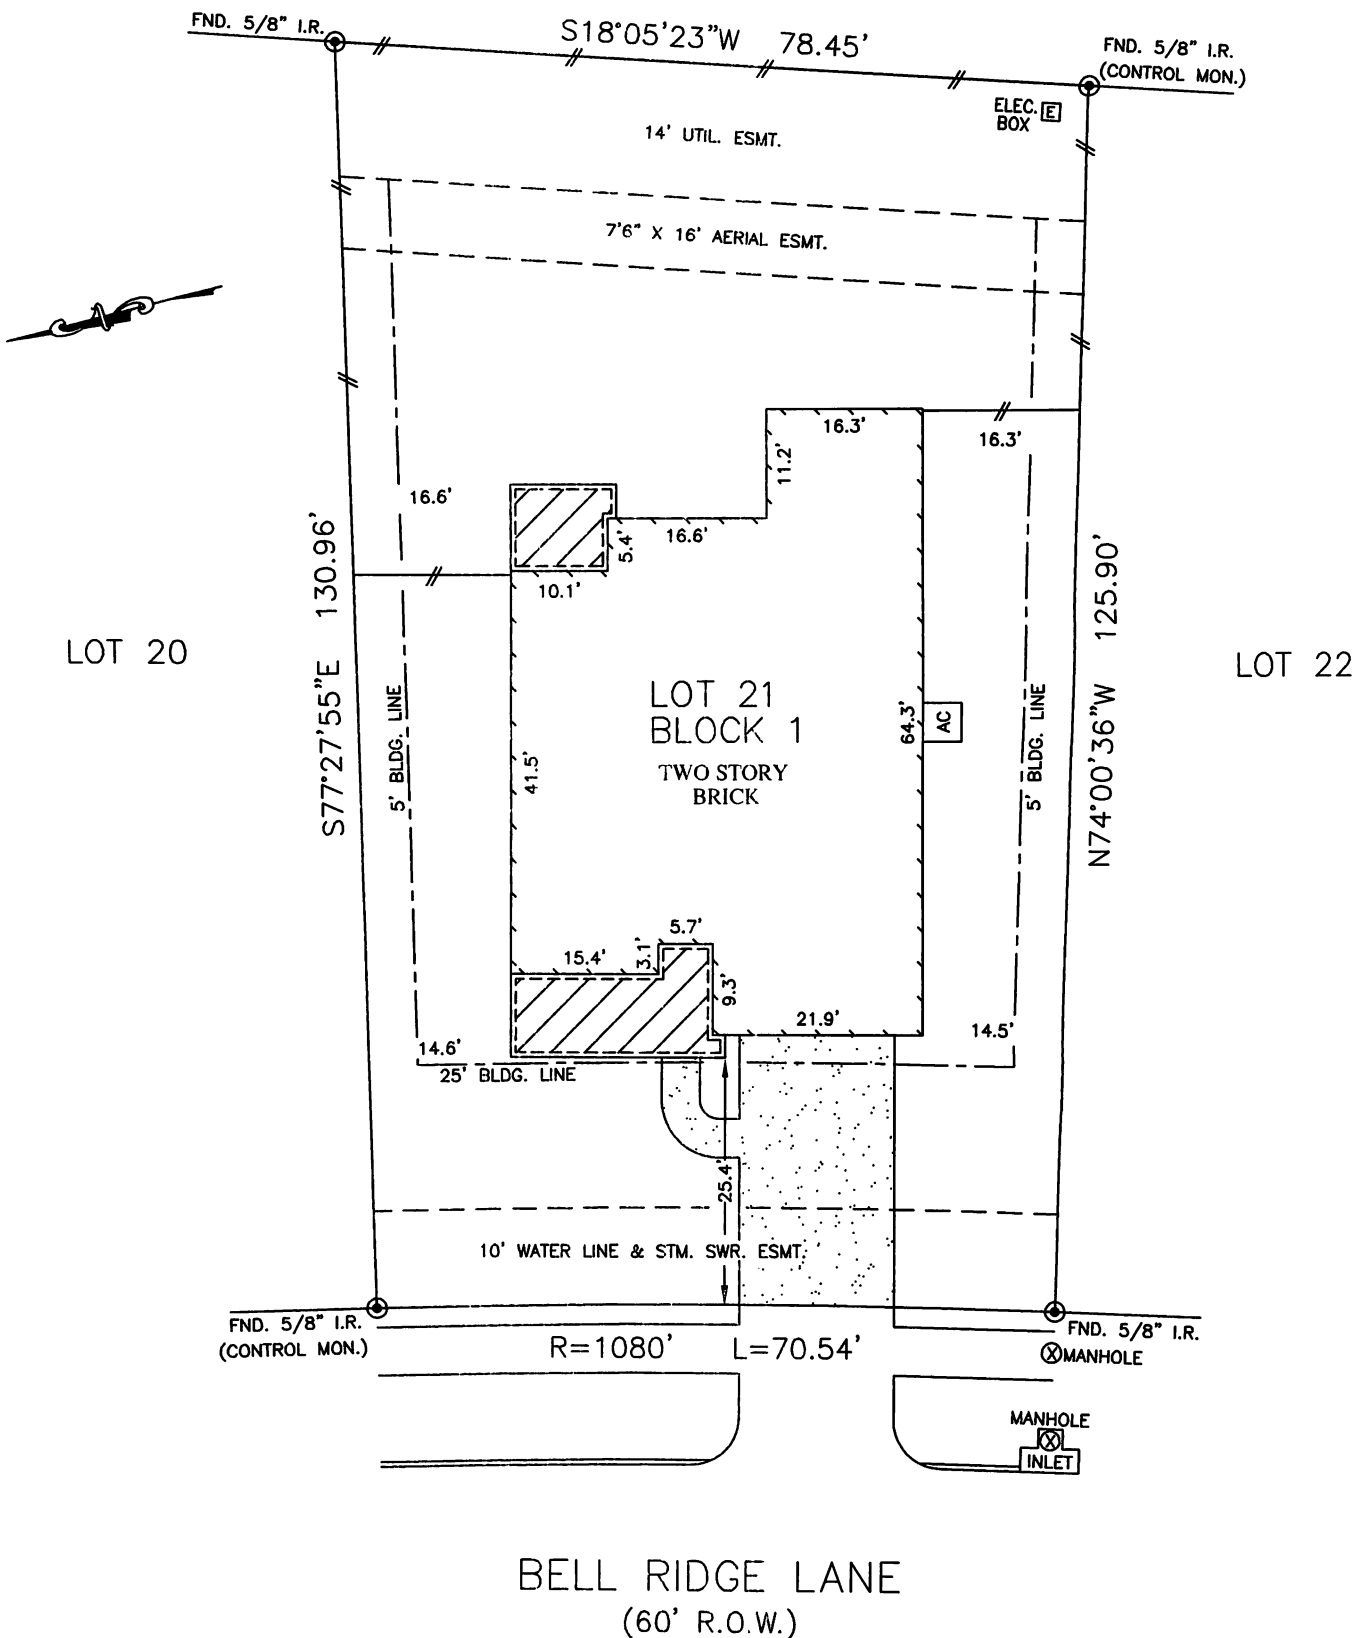 FND. 5/8" I.R.
S18°05'23"W 78.45'
FND. 5/8" I.R.
(CONTROL MON.)
ELEC.
BOX
E
14' UTIL. ESMT.
7'6" X 16' AERIAL ESMT.
16.3'
16.3'
11.2'
16.6'
16.6'
5.4'
10.1'
S77°27'55"E 130.96'
N74°00'36"W 125.90'
LOT 20
LOT 22
5' BLDG. LINE
5' BLDG. LINE
LOT 21
BLOCK 1
TWO STORY
BRICK
64.3'
AC
41.5'
5.7'
15.4'
3.1'
9.3'
21.9'
14.6'
14.5'
25' BLDG. LINE
25.4'
10' WATER LINE & STM. SWR. ESMT.
FND. 5/8" I.R.
(CONTROL MON.)
R=1080' L=70.54'
FND. 5/8" I.R.
MANHOLE
MANHOLE
INLET
BELL RIDGE LANE
(60' R.O.W.)